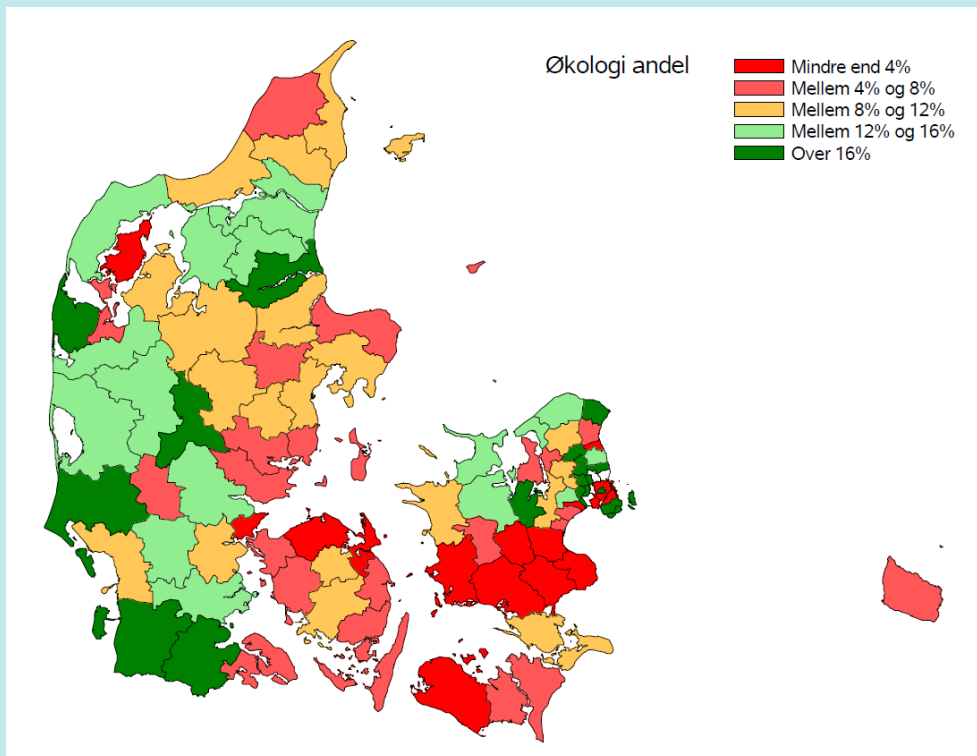 Økologi andel
Mindre end 4%
Mellem 4% og 8%
Mellem 8% og 12%
Mellem 12% og 16%
Over 16%